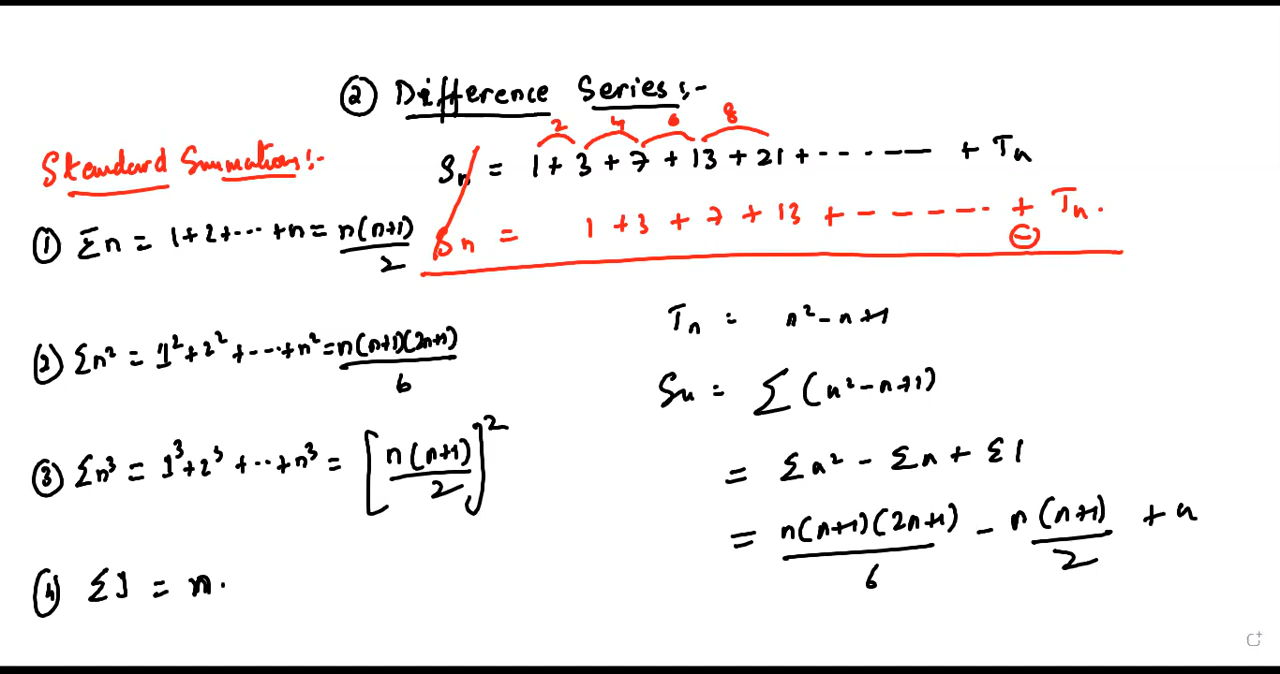 ② Difference Series :-
2 4 6 8
Sn = 1 + 3 + 7 + 13 + 21 + ------- + Tn
Sn = 1 + 3 + 7 + 13 + ------- + Tn.
⊖
Tn = n² - n + 1
Sn = Σ (n² - n + 1)
= Σn² - Σn + Σ1
= n(n+1)(2n+1)/6 - n(n+1)/2 + n
Standard Summation :-
① Σn = 1 + 2 + ... + n = n(n+1)/2
② Σn² = 1² + 2² + .... + n² = n(n+1)(2n+1)/6
③ Σn³ = 1³ + 2³ + ... + n³ = [n(n+1)/2]²
④ Σ1 = n.